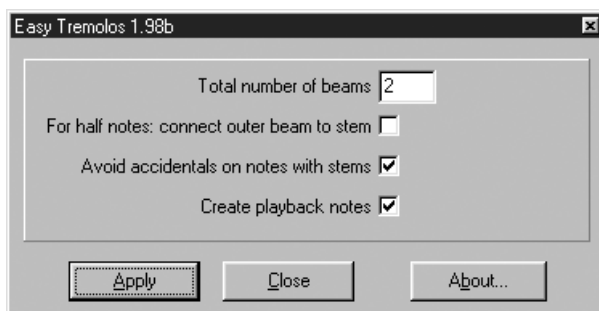 Easy Tremolos 1.98b
Total number of beams 2
For half notes: connect outer beam to stem
Avoid accidentals on notes with stems
Create playback notes
Apply Close About...